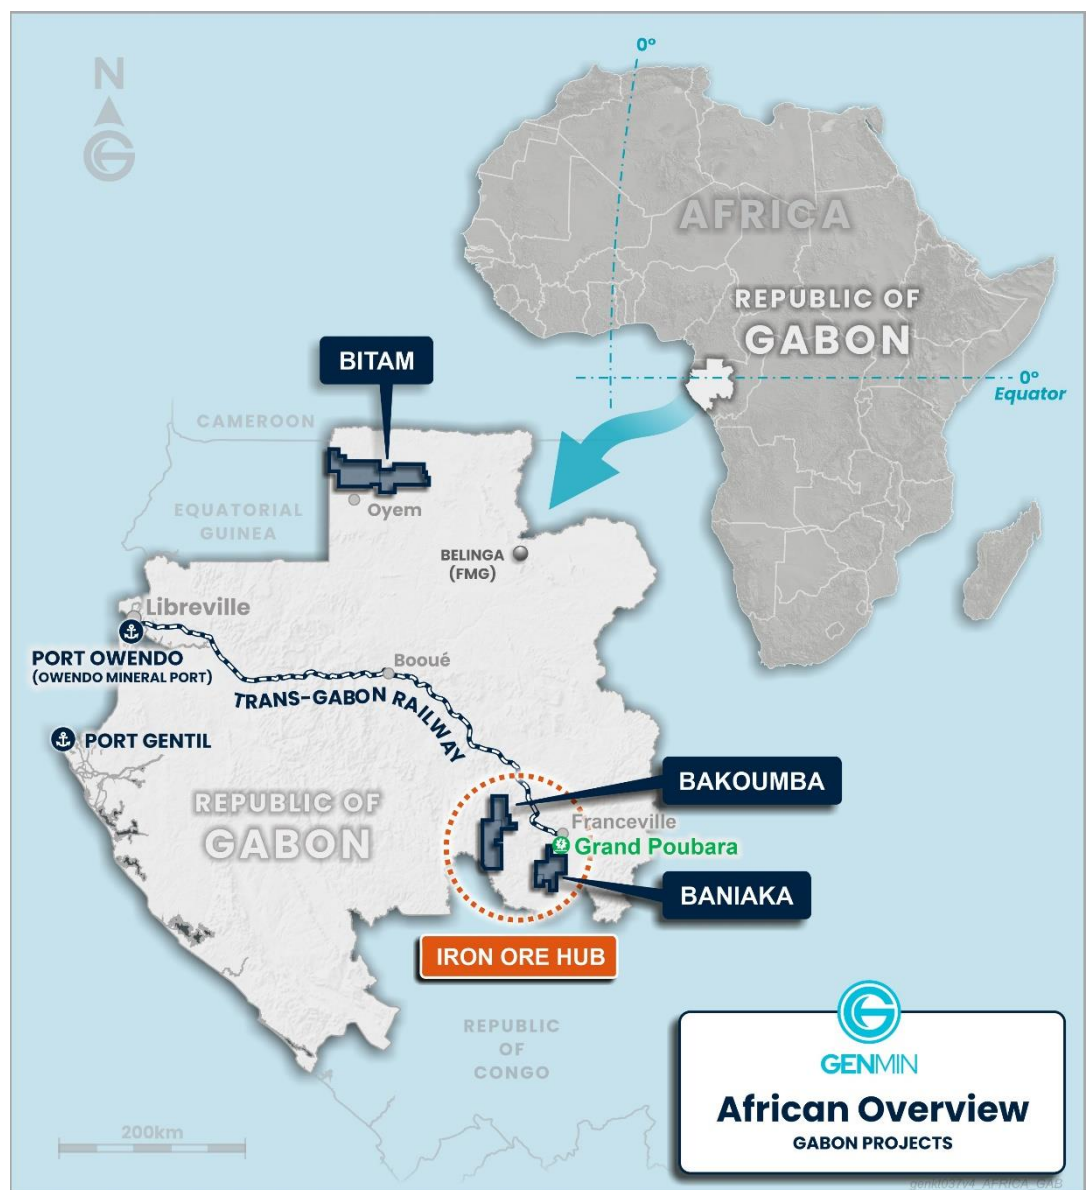 N
0°
AFRICA
REPUBLIC OF
GABON
0°
Equator
BITAM
CAMEROON
EQUATORIAL
GUINEA
Oyem
BELINGA
(FMG)
Libreville
PORT OWENDO
(OWENDO MINERAL PORT)
Booué
TRANS-GABON RAILWAY
PORT GENTIL
BAKOUMBA
REPUBLIC OF
GABON
Franceville
Grand Poubara
BANIAKA
IRON ORE HUB
REPUBLIC
OF
CONGO
200km
GENMIN
African Overview
GABON PROJECTS
genkt037v4_AFRICA_GAB